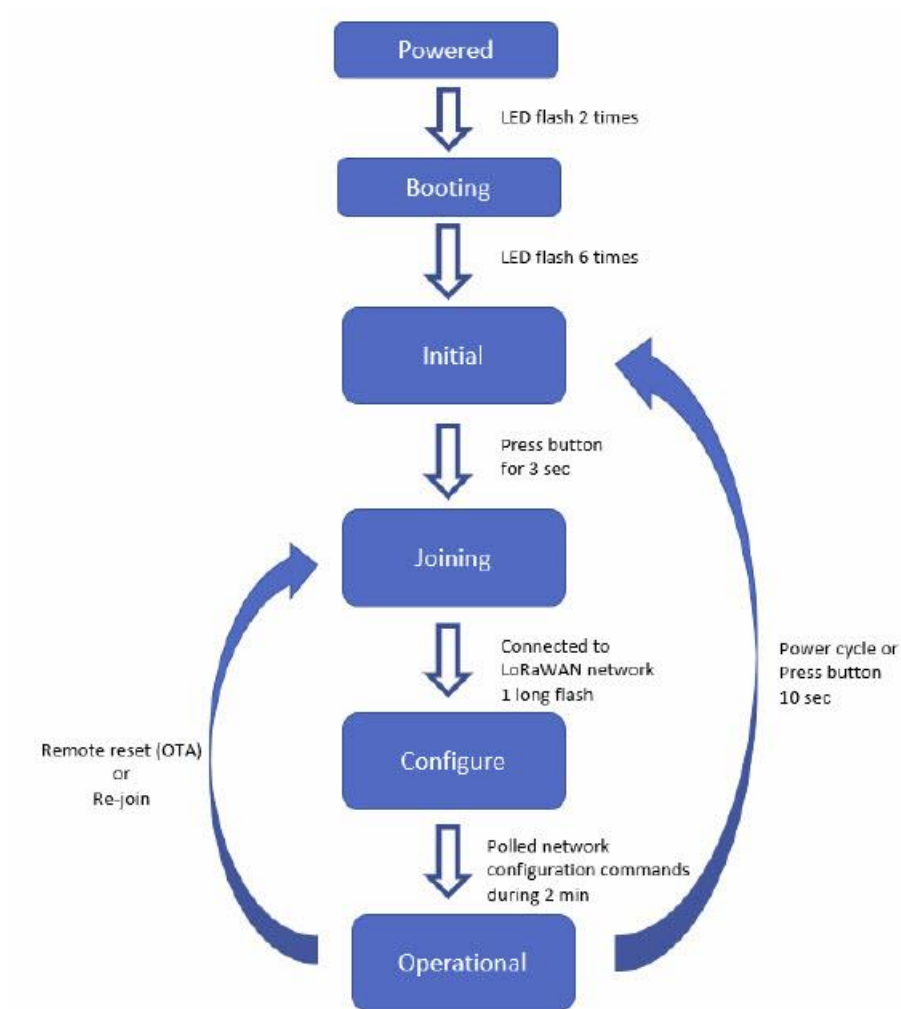 Powered
LED flash 2 times
Booting
LED flash 6 times
Initial
Press button
for 3 sec
Joining
Connected to
LoRaWAN network
1 long flash
Power cycle or
Press button
10 sec
Remote reset (OTA)
or
Re-join
Configure
Polled network
configuration commands
during 2 min
Operational